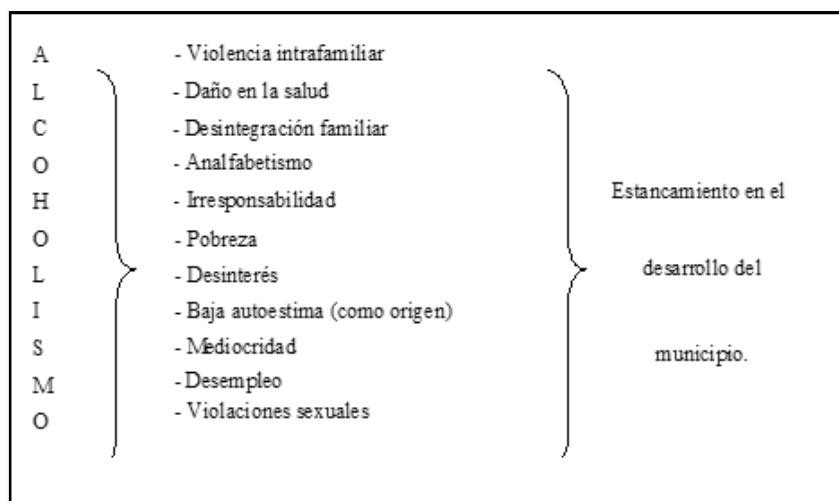 A
L
C
O
H
O
L
I
S
M
O
- Violencia intrafamiliar
- Daño en la salud
- Desintegración familiar
- Analfabetismo
- Irresponsabilidad
- Pobreza
- Desinterés
- Baja autoestima (como origen)
- Mediocridad
- Desempleo
- Violaciones sexuales
Estancamiento en el
desarrollo del
municipio.